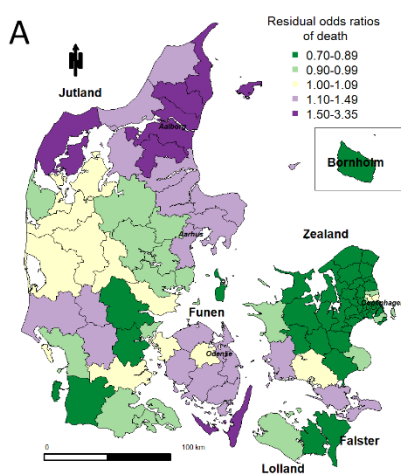 A
Residual odds ratios
of death
0.70-0.89
0.90-0.99
1.00-1.09
1.10-1.49
1.50-3.35
Jutland
Aalborg
Bornholm
Aarhus
Zealand
Copenhagen
Funen
Odense
Falster
Lolland
0
100 km